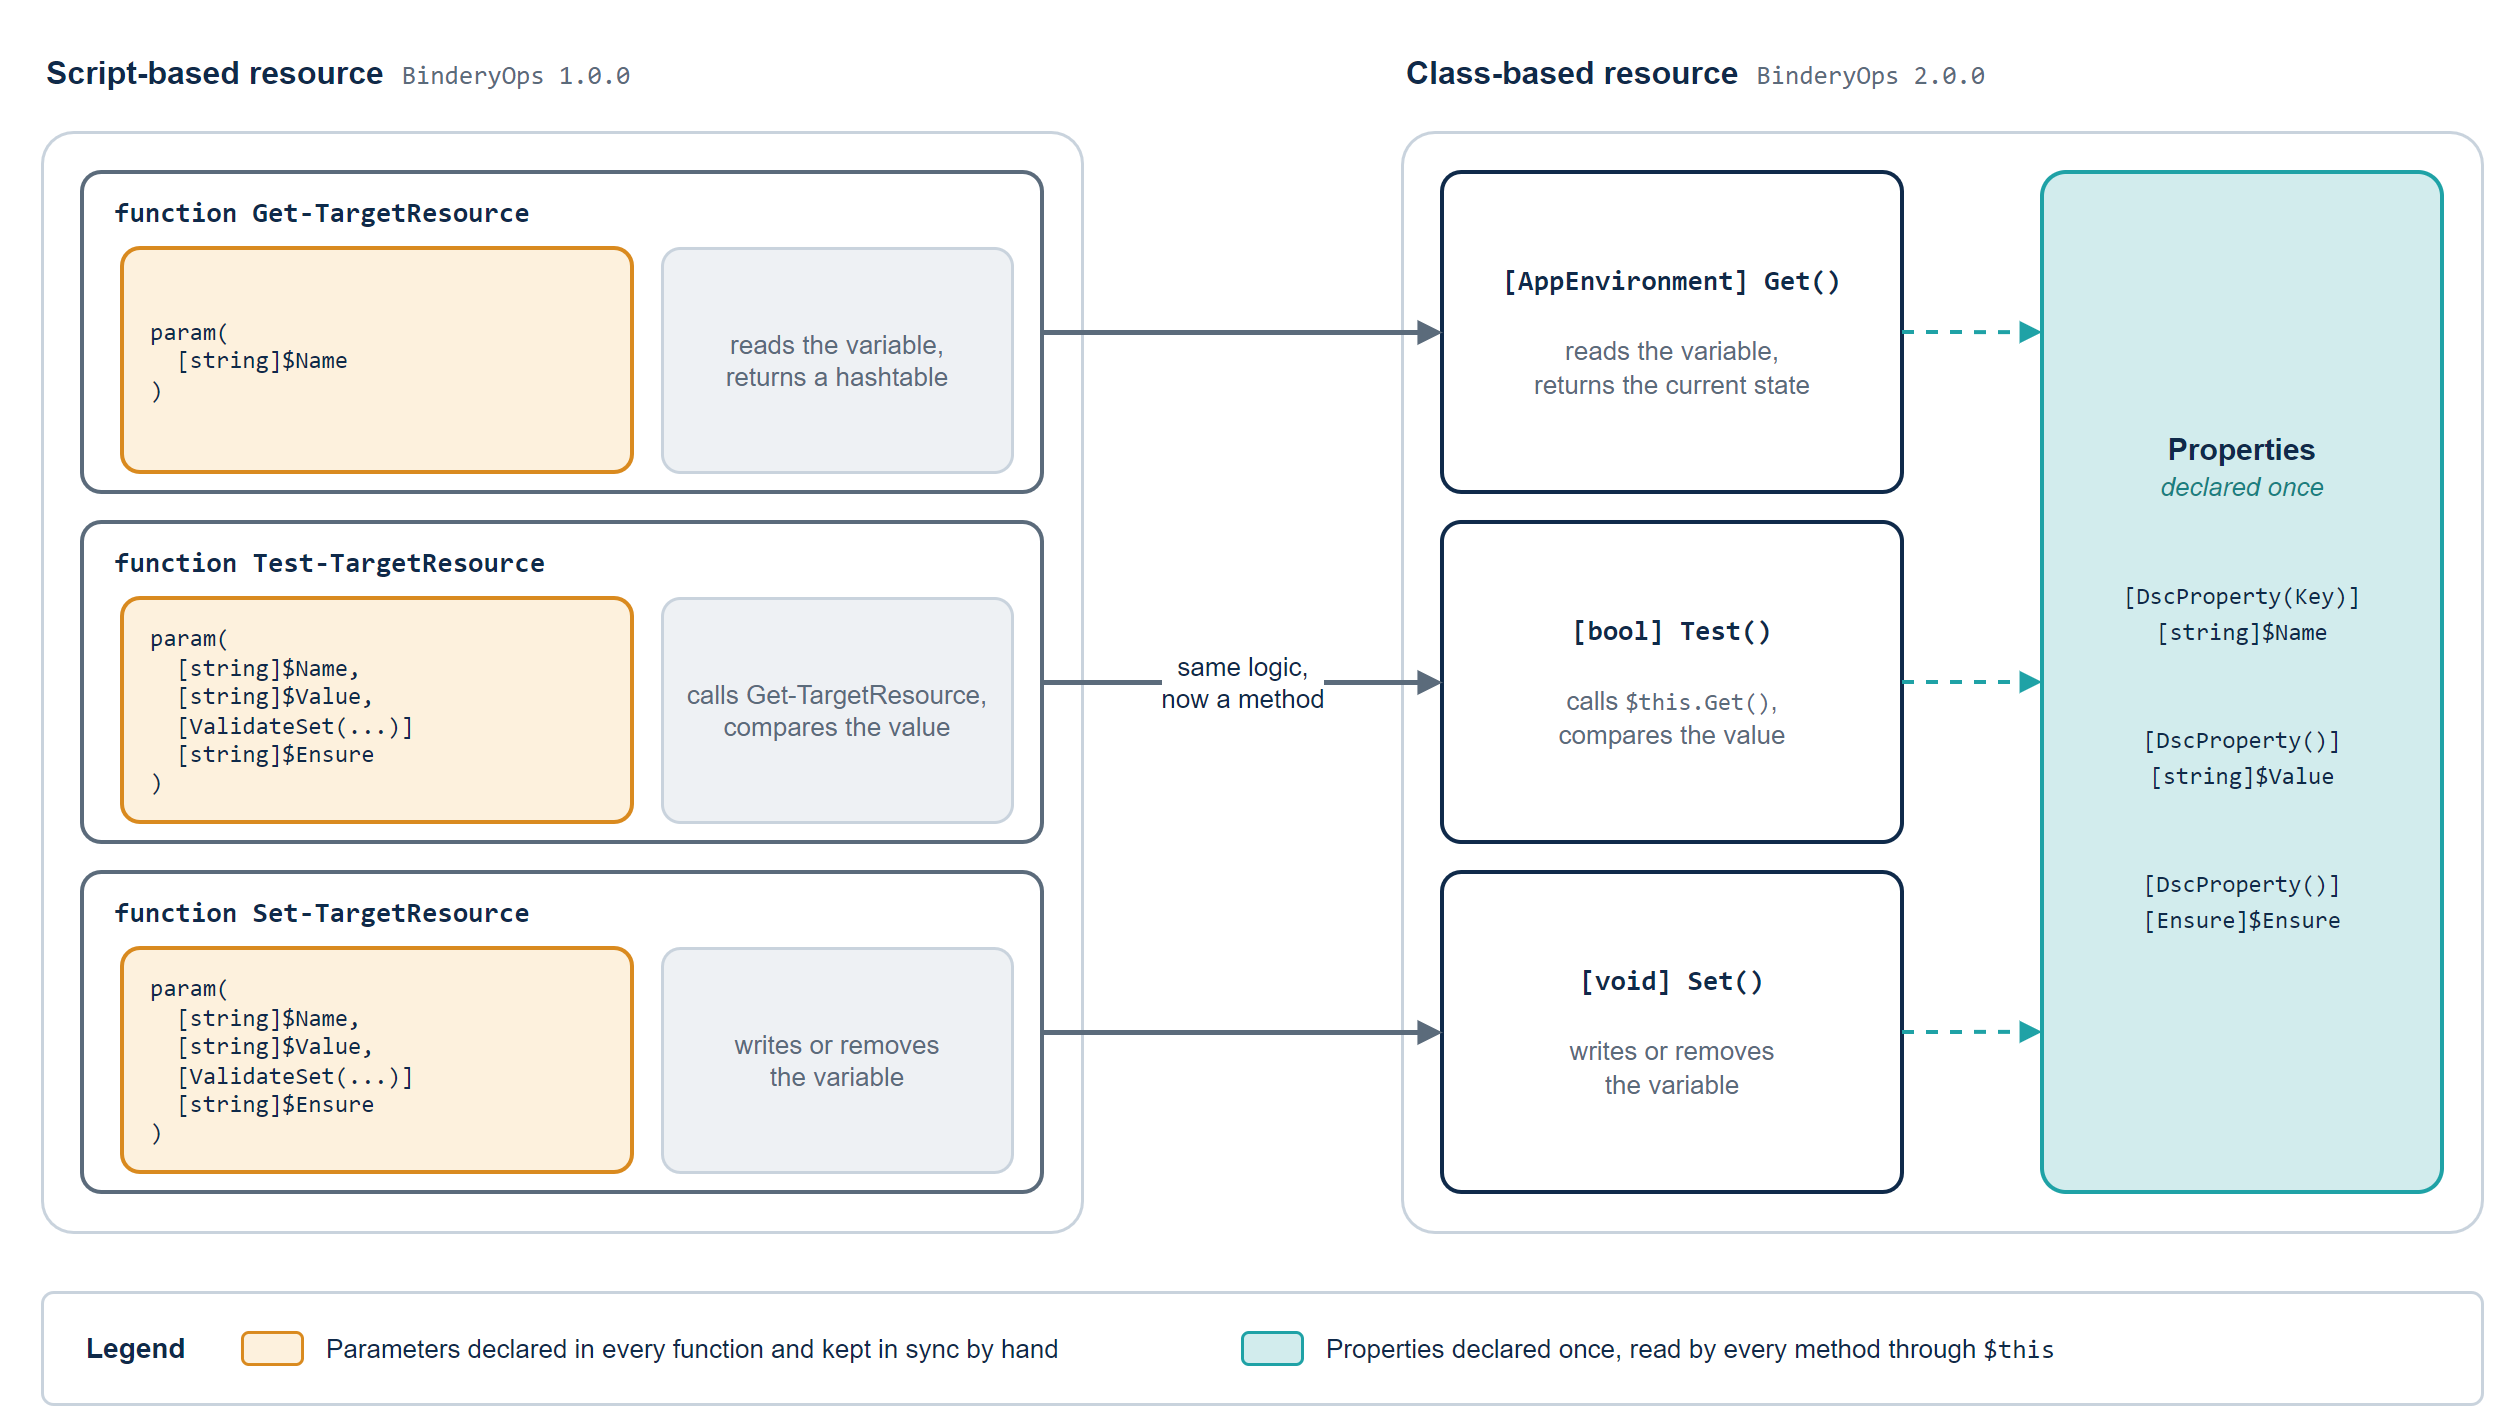 Script-based resource BinderyOps 1.0.0
function Get-TargetResource
param(
[string]$Name
)
reads the variable,
returns a hashtable
function Test-TargetResource
param(
[string]$Name,
[string]$Value,
[ValidateSet(...)]
[string]$Ensure
)
calls Get-TargetResource,
compares the value
function Set-TargetResource
param(
[string]$Name,
[string]$Value,
[ValidateSet(...)]
[string]$Ensure
)
writes or removes
the variable
same logic,
now a method
Class-based resource BinderyOps 2.0.0
[AppEnvironment] Get()
reads the variable,
returns the current state
[bool] Test()
calls $this.Get(),
compares the value
[void] Set()
writes or removes
the variable
Properties
declared once
[DscProperty(Key)]
[string]$Name
[DscProperty()]
[string]$Value
[DscProperty()]
[Ensure]$Ensure
Legend
Parameters declared in every function and kept in sync by hand
Properties declared once, read by every method through $this